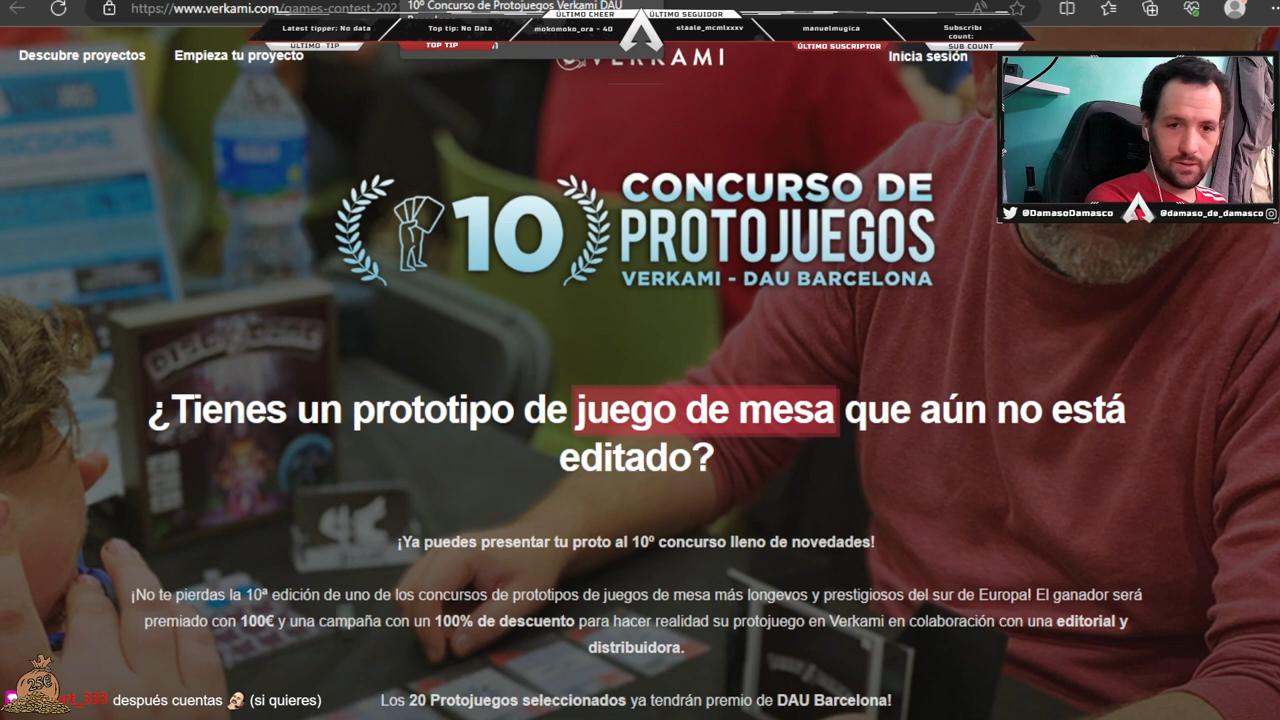 https://www.verkami.com/games-contest-202
10º Concurso de Protojuegos Verkami DAU
ÚLTIMO CHEER
ÚLTIMO SEGUIDOR
Latest tipper: No data
Top tip: No Data
mokomoko_ora - 40
staale_mcmlxxxv
manuelmugica
Subscribe
count:
ÚLTIMO TIP
TOP TIP
ÚLTIMO SUSCRIPTOR
SUB COUNT
Descubre proyectos
Empieza tu proyecto
VERKAMI
Inicia sesión
@DamasoDamasco
@damaso_de_damasco
10
CONCURSO DE
PROTOJUEGOS
VERKAMI - DAU BARCELONA
¿Tienes un prototipo de juego de mesa que aún no está
editado?
¡Ya puedes presentar tu proto al 10º concurso lleno de novedades!
¡No te pierdas la 10ª edición de uno de los concursos de prototipos de juegos de mesa más longevos y prestigiosos del sur de Europa! El ganador será
premiado con 100€ y una campaña con un 100% de descuento para hacer realidad su protojuego en Verkami en colaboración con una editorial y
distribuidora.
25€
después cuentas (si quieres)
Los 20 Protojuegos seleccionados ya tendrán premio de DAU Barcelona!